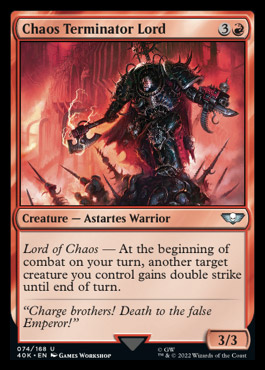 Chaos Terminator Lord 3
Creature — Astartes Warrior
Lord of Chaos — At the beginning of
combat on your turn, another target
creature you control gains double strike
until end of turn.
“Charge brothers! Death to the false
Emperor!”
3/3
074/168 U © GW
40K • EN Games Workshop ™ & © 2022 Wizards of the Coast